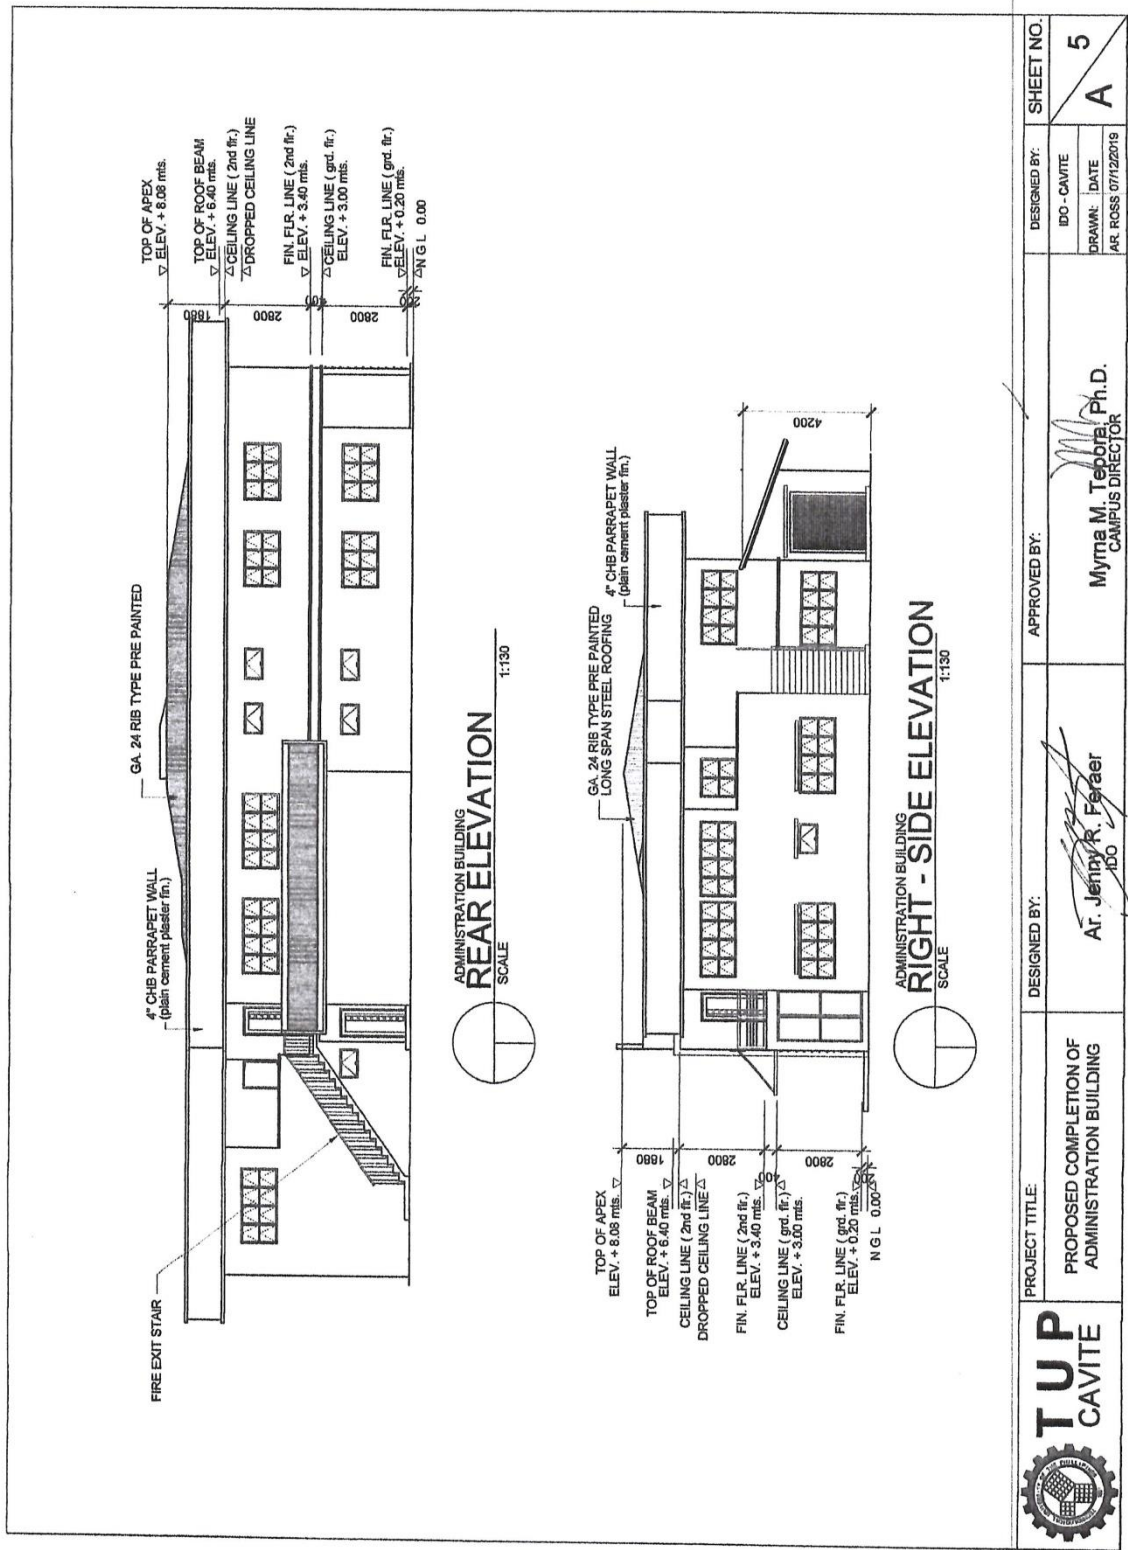 GA. 24 RIB TYPE PRE PAINTED
4" CHB PARRAPET WALL
(plain cement plaster fin.)
FIRE EXIT STAIR
TOP OF APEX
ELEV. + 8.08 mts.
TOP OF ROOF BEAM
ELEV. + 6.40 mts.
CEILING LINE ( 2nd flr.)
DROPPED CEILING LINE
FIN. FLR. LINE ( 2nd flr.)
ELEV. + 3.40 mts.
CEILING LINE ( grd. flr.)
ELEV. + 3.00 mts.
FIN. FLR. LINE ( grd. flr.)
ELEV. + 0.20 mts.
N G L 0.00
1680
2800
400
2800
200
ADMINISTRATION BUILDING
REAR ELEVATION
SCALE 1:130
GA. 24 RIB TYPE PRE PAINTED
LONG SPAN STEEL ROOFING
4" CHB PARRAPET WALL
(plain cement plaster fin.)
TOP OF APEX
ELEV. + 8.08 mts.
TOP OF ROOF BEAM
ELEV. + 6.40 mts.
CEILING LINE ( 2nd flr.)
DROPPED CEILING LINE
FIN. FLR. LINE ( 2nd flr.)
ELEV. + 3.40 mts.
CEILING LINE ( grd. flr.)
ELEV. + 3.00 mts.
FIN. FLR. LINE ( grd. flr.)
ELEV. + 0.20 mts.
N G L 0.00
1680
2800
400
2800
4200
ADMINISTRATION BUILDING
RIGHT - SIDE ELEVATION
SCALE 1:130
T U P
CAVITE
PROJECT TITLE:
PROPOSED COMPLETION OF
ADMINISTRATION BUILDING
DESIGNED BY:
Ar. Jenny R. Feraer
IDO
APPROVED BY:
Myrna M. Tepora, Ph.D.
CAMPUS DIRECTOR
DESIGNED BY:
IDO - CAVITE
DRAWN: DATE
AR. ROSS 07/12/2019
SHEET NO.
A 5